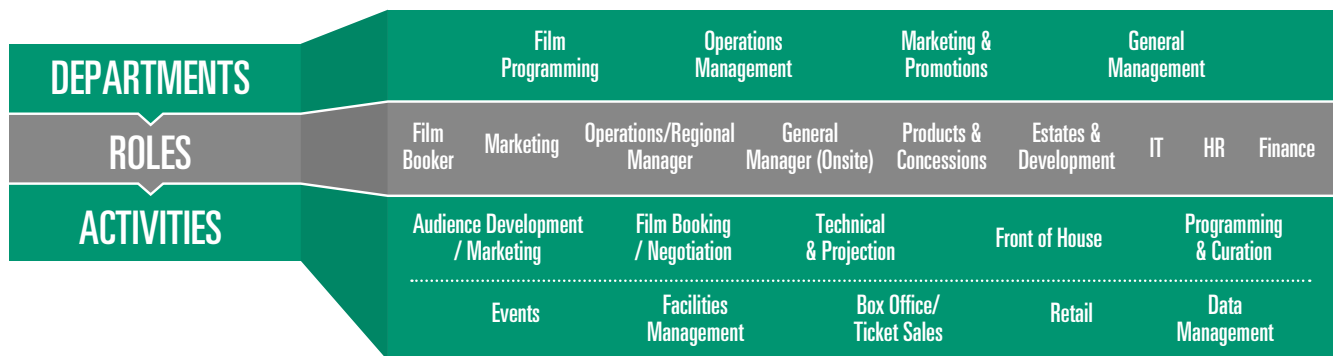 DEPARTMENTS
Film
Programming
Operations
Management
Marketing &
Promotions
General
Management
ROLES
Film
Booker
Marketing
Operations/Regional
Manager
General
Manager (Onsite)
Products &
Concessions
Estates &
Development
IT
HR
Finance
ACTIVITIES
Audience Development
/ Marketing
Film Booking
/ Negotiation
Technical
& Projection
Front of House
Programming
& Curation
Events
Facilities
Management
Box Office/
Ticket Sales
Retail
Data
Management